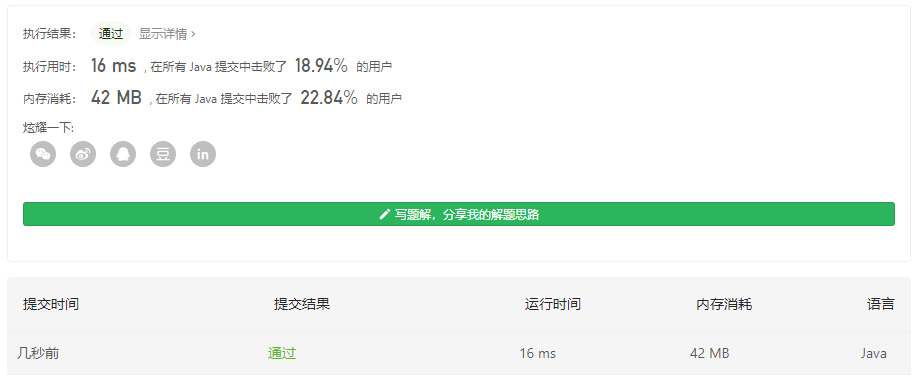 执行结果： 通过 显示详情 ›
执行用时： 16 ms , 在所有 Java 提交中击败了 18.94% 的用户
内存消耗： 42 MB , 在所有 Java 提交中击败了 22.84% 的用户
炫耀一下:
豆 in
写题解，分享我的解题思路
提交时间 提交结果 运行时间 内存消耗 语言
几秒前 通过 16 ms 42 MB Java